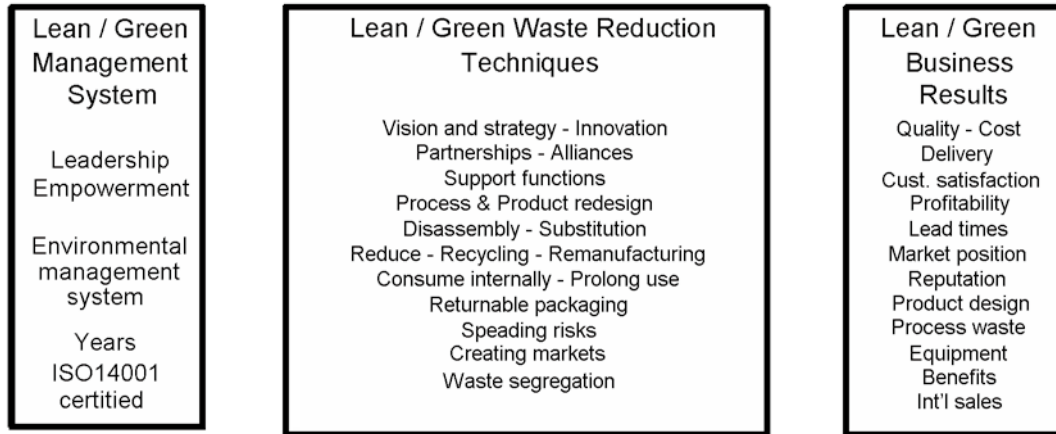 Lean / Green
Management
System
Leadership
Empowerment
Environmental
management
system
Years
ISO14001
certitied
Lean / Green Waste Reduction
Techniques
Vision and strategy - Innovation
Partnerships - Alliances
Support functions
Process & Product redesign
Disassembly - Substitution
Reduce - Recycling - Remanufacturing
Consume internally - Prolong use
Returnable packaging
Speading risks
Creating markets
Waste segregation
Lean / Green
Business
Results
Quality - Cost
Delivery
Cust. satisfaction
Profitability
Lead times
Market position
Reputation
Product design
Process waste
Equipment
Benefits
Int'l sales